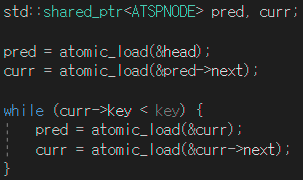 std::shared_ptr<ATSPNODE> pred, curr;
pred = atomic_load(&head);
curr = atomic_load(&pred->next);
while (curr->key < key) {
pred = atomic_load(&curr);
curr = atomic_load(&curr->next);
}